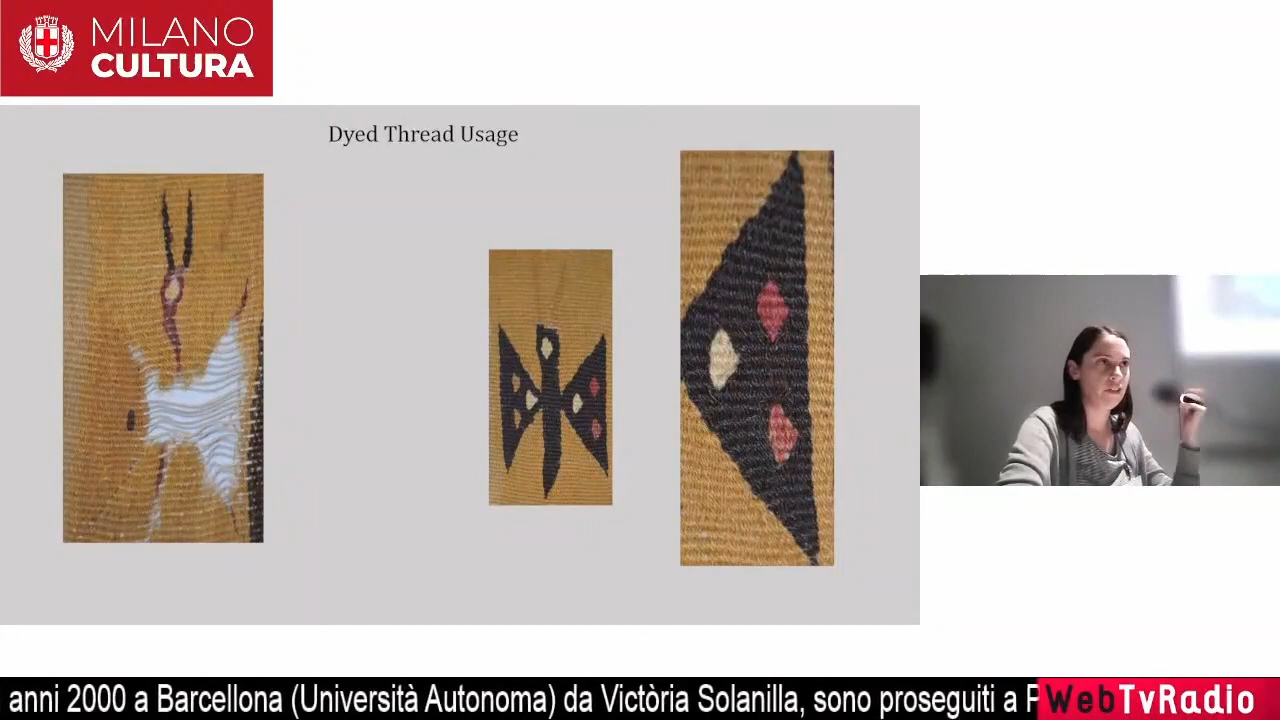 MILANO
CULTURA
Dyed Thread Usage
anni 2000 a Barcellona (Università Autonoma) da Victòria Solanilla, sono proseguiti a
WebTvRadio